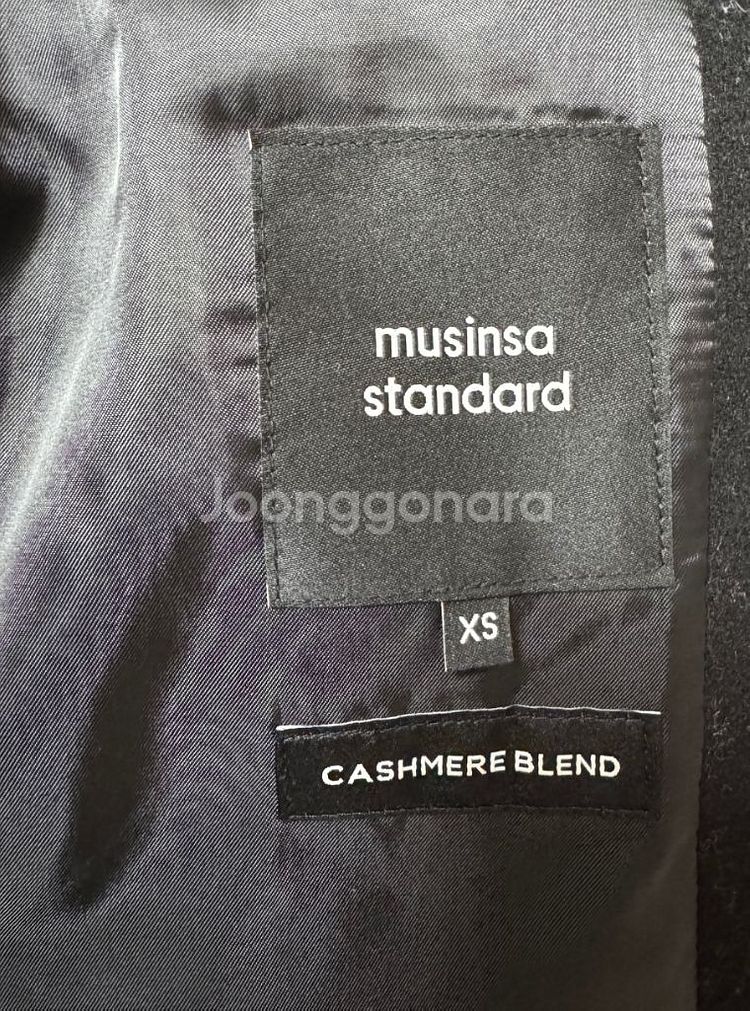 musinsa
standard
Joonggonara
XS
CASHMERE BLEND